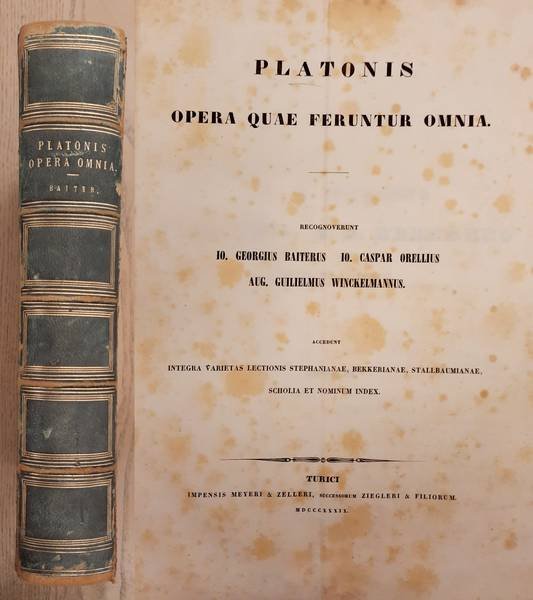 PLATONIS
OPERA OMNIA.
BAITER.
PLATONIS
OPERA QUAE FERUNTUR OMNIA.
RECOGNOVERUNT
IO. GEORGIUS BAITERUS IO. CASPAR ORELLIUS
AUG. GUILIELMUS WINCKELMANNUS.
ACCEDUNT
INTEGRA VARIETAS LECTIONIS STEPHANIANAE, BEKKERIANAE, STALLBAUMIANAE,
SCHOLIA ET NOMINUM INDEX.
TURICI
IMPENSIS MEYERI & ZELLERI, SUCCESSORUM ZIEGLERI & FILIORUM.
MDCCCXXXIX.